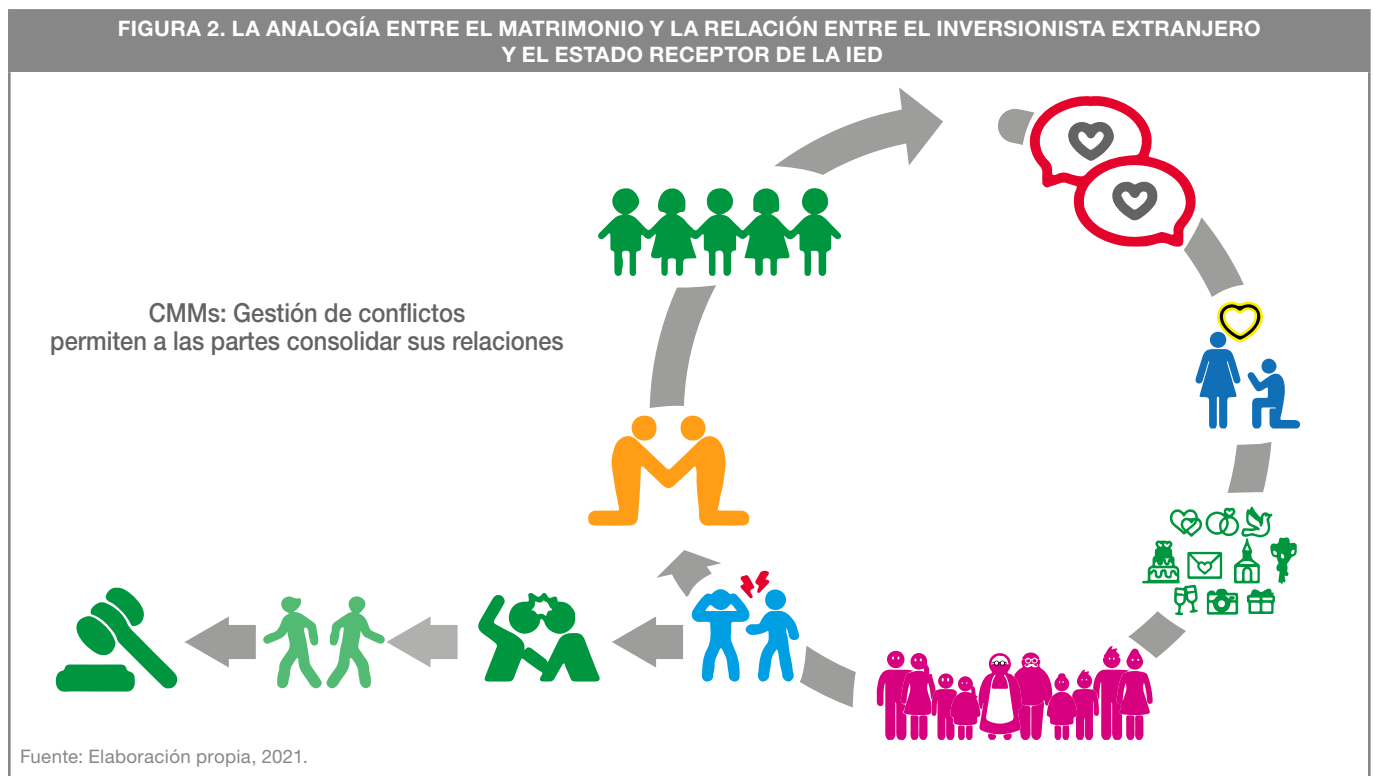 FIGURA 2. LA ANALOGÍA ENTRE EL MATRIMONIO Y LA RELACIÓN ENTRE EL INVERSIONISTA EXTRANJERO
Y EL ESTADO RECEPTOR DE LA IED
CMMs: Gestión de conflictos
permiten a las partes consolidar sus relaciones
Fuente: Elaboración propia, 2021.